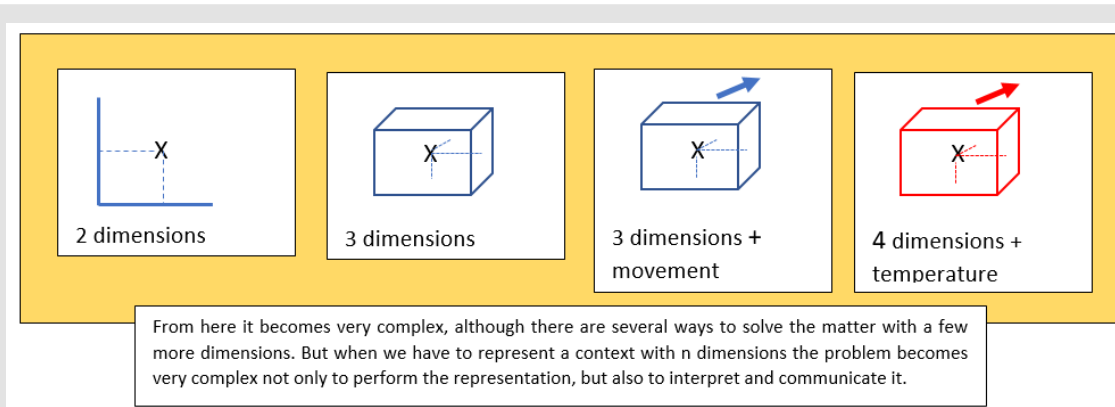 X
2 dimensions
X
3 dimensions
X
3 dimensions +
movement
X
4 dimensions +
temperature
From here it becomes very complex, although there are several ways to solve the matter with a few
more dimensions. But when we have to represent a context with n dimensions the problem becomes
very complex not only to perform the representation, but also to interpret and communicate it.